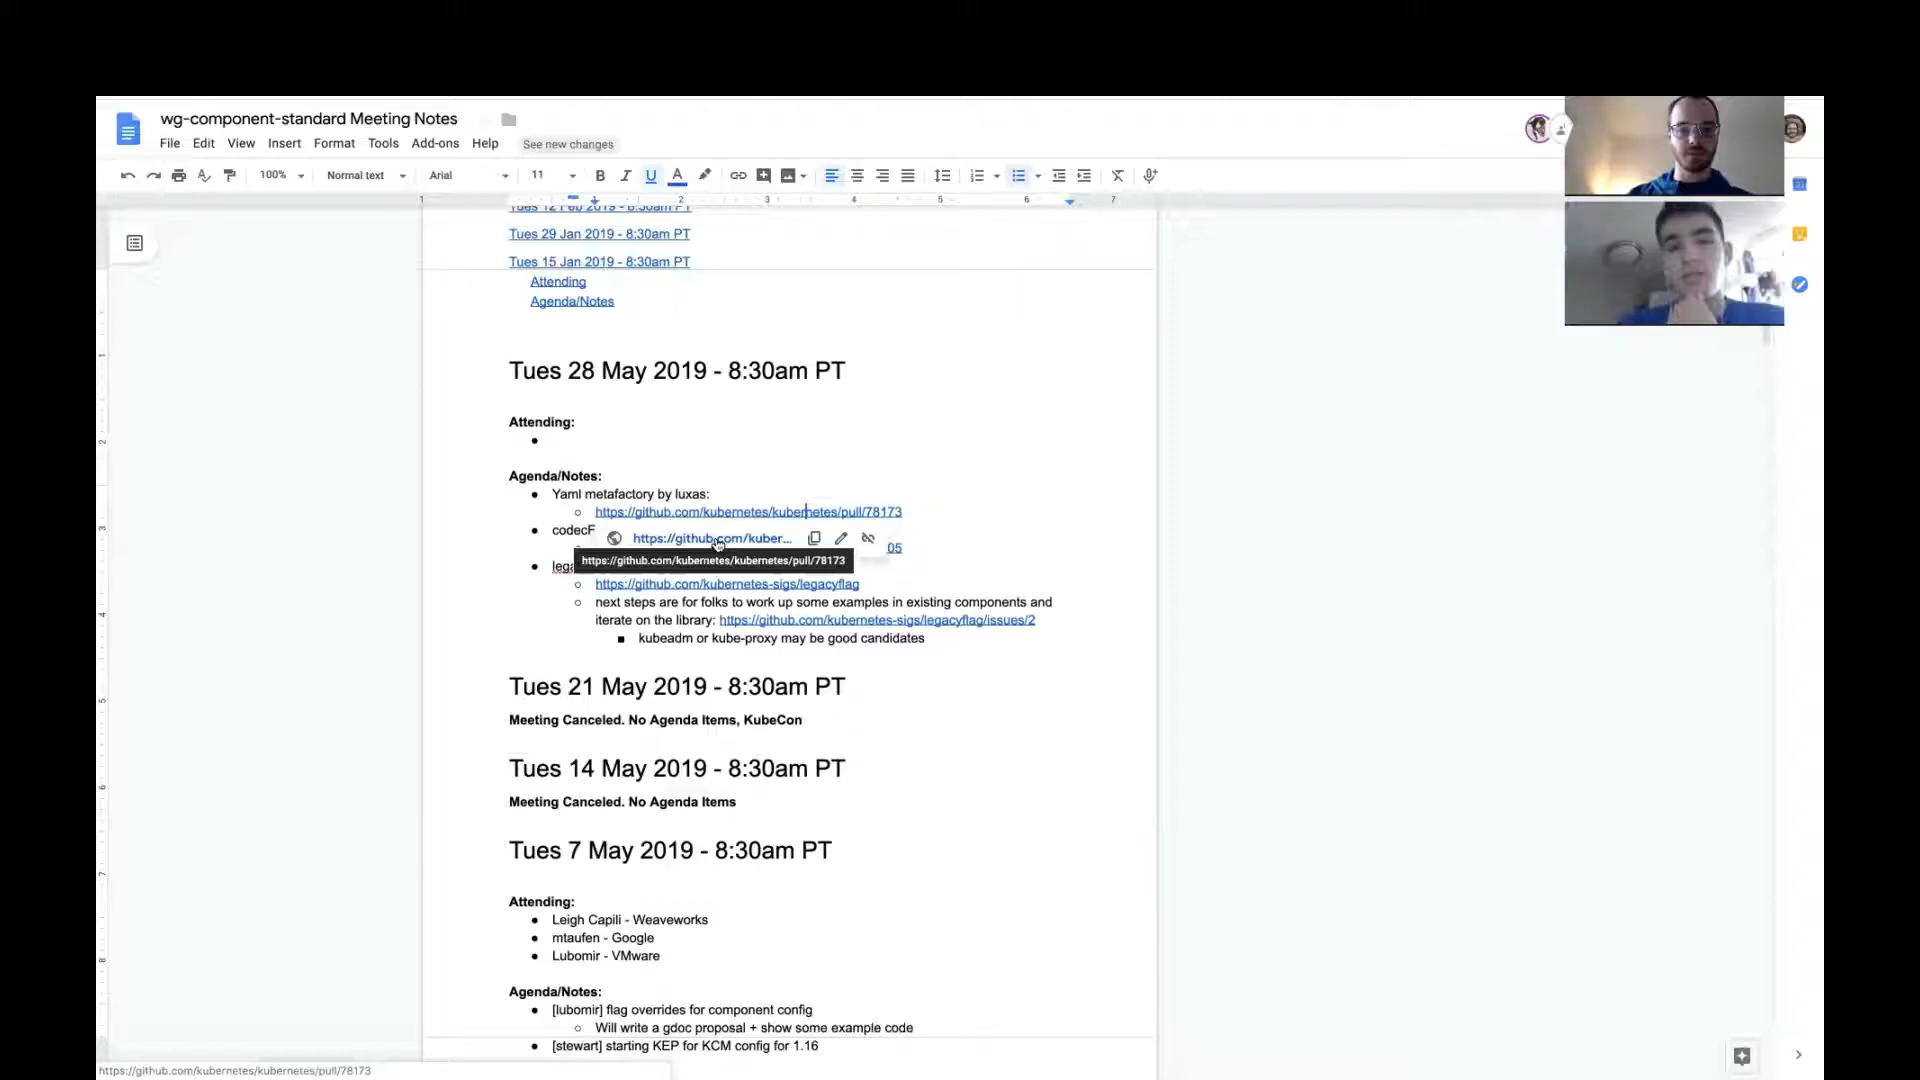 wg-component-standard Meeting Notes
File Edit View Insert Format Tools Add-ons Help See new changes
100% Normal text Arial 11
1 1 2 3 4 5 6 7
Tues 12 Feb 2019 - 8:30am PT
Tues 29 Jan 2019 - 8:30am PT
Tues 15 Jan 2019 - 8:30am PT
Attending
Agenda/Notes
Tues 28 May 2019 - 8:30am PT
Attending:
Agenda/Notes:
Yaml metafactory by luxas:
https://github.com/kubernetes/kubernetes/pull/78173
codecF
https://github.com/kuber...
05
https://github.com/kubernetes/kubernetes/pull/78173
lega
https://github.com/kubernetes-sigs/legacyflag
next steps are for folks to work up some examples in existing components and
iterate on the library: https://github.com/kubernetes-sigs/legacyflag/issues/2
kubeadm or kube-proxy may be good candidates
Tues 21 May 2019 - 8:30am PT
Meeting Canceled. No Agenda Items, KubeCon
Tues 14 May 2019 - 8:30am PT
Meeting Canceled. No Agenda Items
Tues 7 May 2019 - 8:30am PT
Attending:
Leigh Capili - Weaveworks
mtaufen - Google
Lubomir - VMware
Agenda/Notes:
[lubomir] flag overrides for component config
Will write a gdoc proposal + show some example code
[stewart] starting KEP for KCM config for 1.16
https://github.com/kubernetes/kubernetes/pull/78173